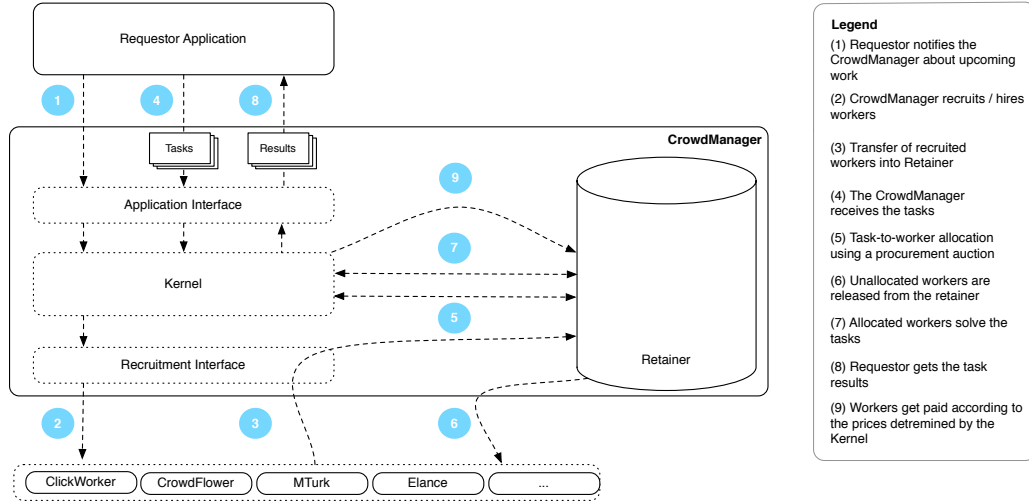 Requestor Application
1
4
8
Tasks
Results
CrowdManager
Application Interface
9
7
Kernel
5
Recruitment Interface
Retainer
2
3
6
ClickWorker
CrowdFlower
MTurk
Elance
...
Legend
(1) Requestor notifies the
CrowdManager about upcoming
work
(2) CrowdManager recruits / hires
workers
(3) Transfer of recruited
workers into Retainer
(4) The CrowdManager
receives the tasks
(5) Task-to-worker allocation
using a procurement auction
(6) Unallocated workers are
released from the retainer
(7) Allocated workers solve the
tasks
(8) Requestor gets the task
results
(9) Workers get paid according to
the prices detremined by the
Kernel